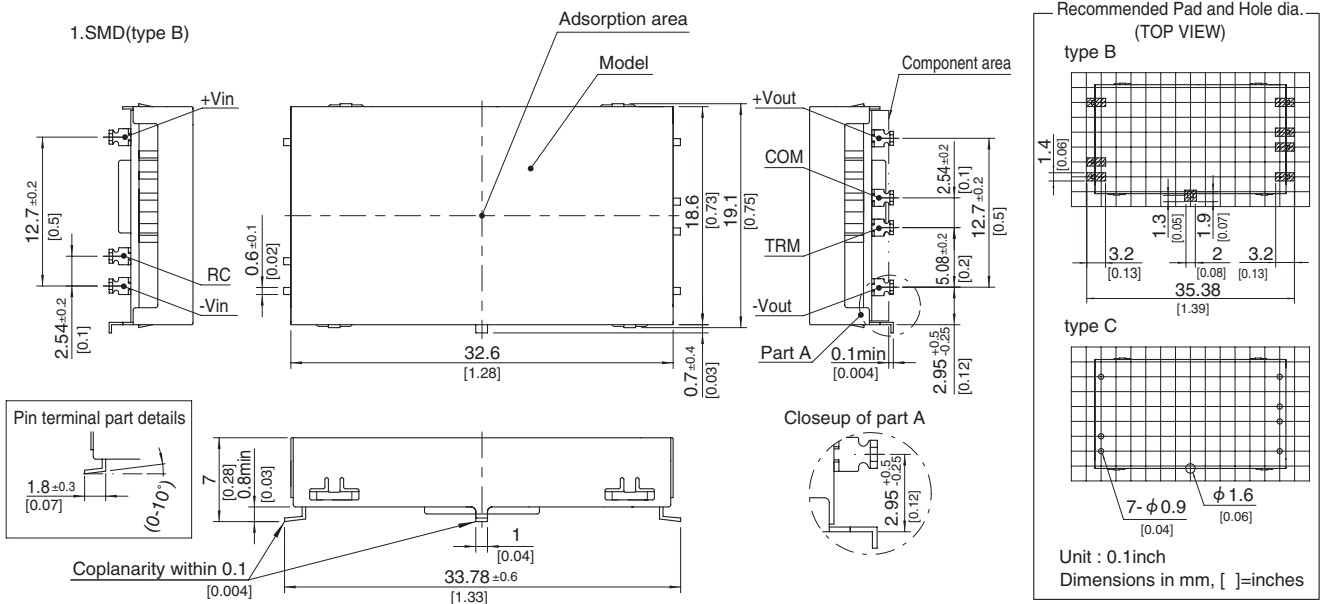 1.SMD(type B)
Adsorption area
Model
+Vin
12.7±0.2
[0.5]
RC
-Vin
2.54±0.2
[0.1]
0.6±0.1
[0.02]
32.6
[1.28]
18.6
[0.73]
19.1
[0.75]
0.7±0.4
[0.03]
Component area
+Vout
COM
TRM
-Vout
2.54±0.2
[0.1]
12.7±0.2
[0.5]
5.08±0.2
[0.2]
Part A
0.1min
[0.004]
2.95 +0.5 -0.25
[0.12]
Pin terminal part details
1.8±0.3
[0.07]
(0-10°)
7
[0.28]
0.8min
[0.03]
1
[0.04]
Coplanarity within 0.1
[0.004]
33.78 ±0.6
[1.33]
Closeup of part A
2.95 +0.5 -0.25
[0.12]
Recommended Pad and Hole dia.
(TOP VIEW)
type B
1.4
[0.06]
1.3
[0.05]
1.9
[0.07]
3.2
[0.13]
2
[0.08]
3.2
[0.13]
35.38
[1.39]
type C
7-ϕ0.9
[0.04]
ϕ1.6
[0.06]
Unit : 0.1inch
Dimensions in mm, [ ]=inches